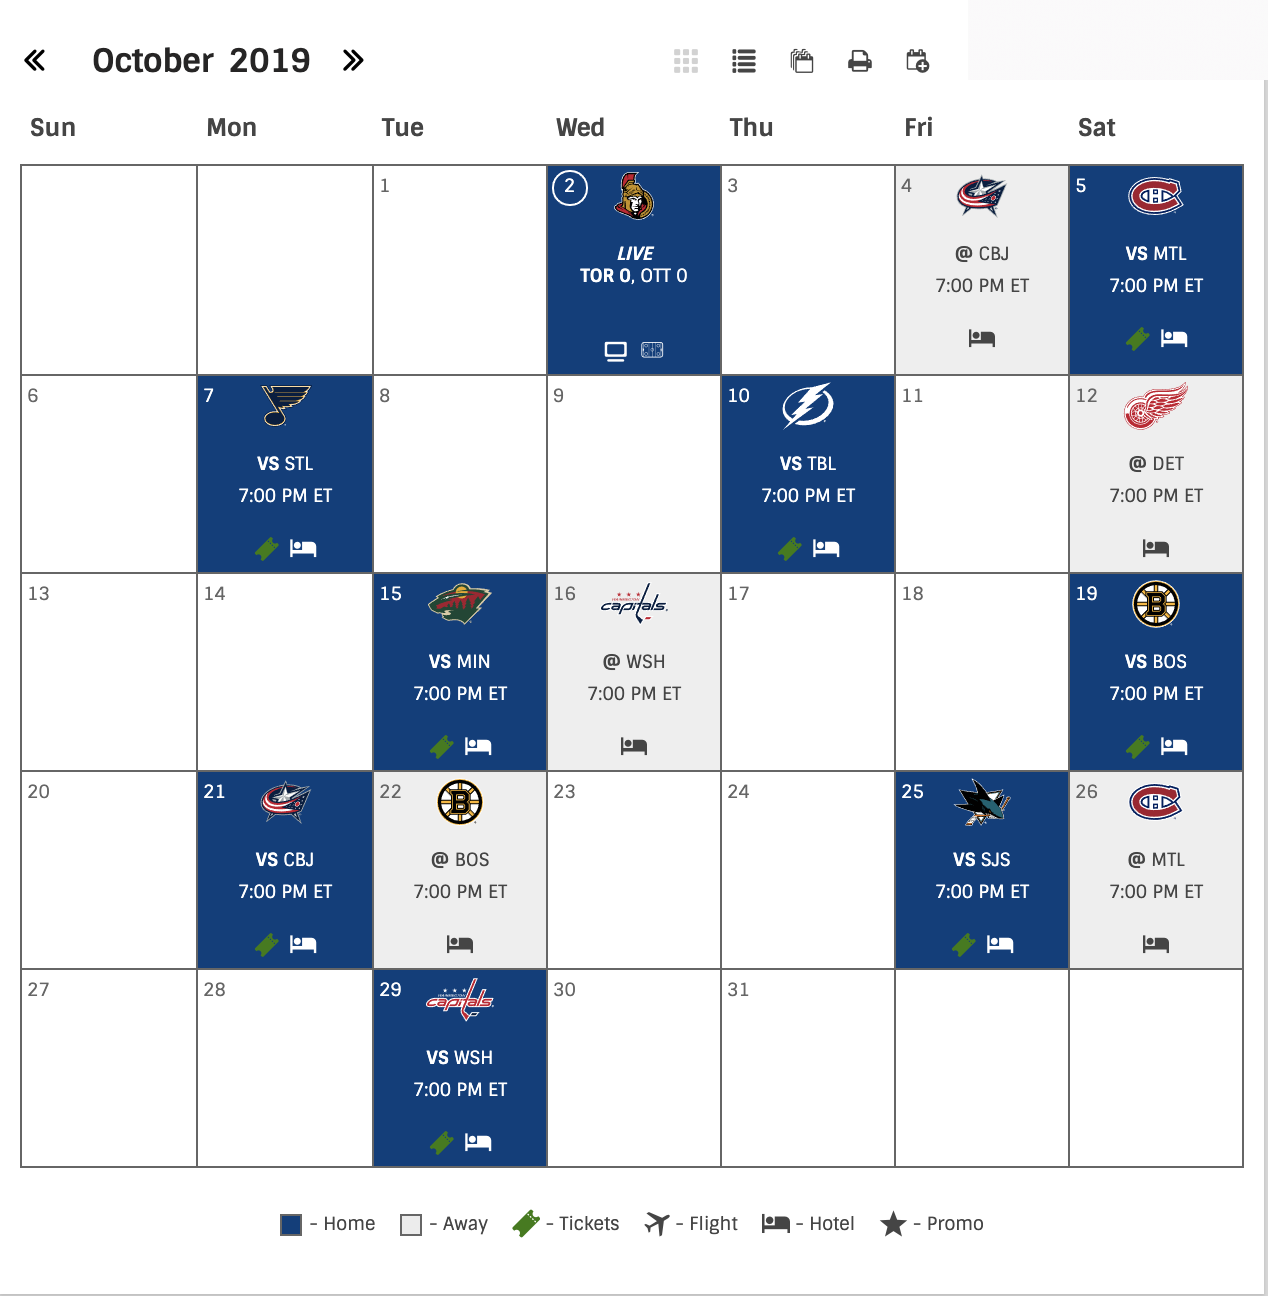 October 2019
Sun Mon Tue Wed Thu Fri Sat
1 2 3 4 5
LIVE @ CBJ VS MTL
TOR 0, OTT 0 7:00 PM ET 7:00 PM ET
6 7 8 9 10 11 12
VS STL VS TBL @ DET
7:00 PM ET 7:00 PM ET 7:00 PM ET
13 14 15 16 17 18 19
capitals B
VS MIN @ WSH VS BOS
7:00 PM ET 7:00 PM ET 7:00 PM ET
20 21 22 23 24 25 26
B
VS CBJ @ BOS VS SJS @ MTL
7:00 PM ET 7:00 PM ET 7:00 PM ET 7:00 PM ET
27 28 29 30 31
capitals
VS WSH
7:00 PM ET
- Home - Away - Tickets - Flight - Hotel - Promo